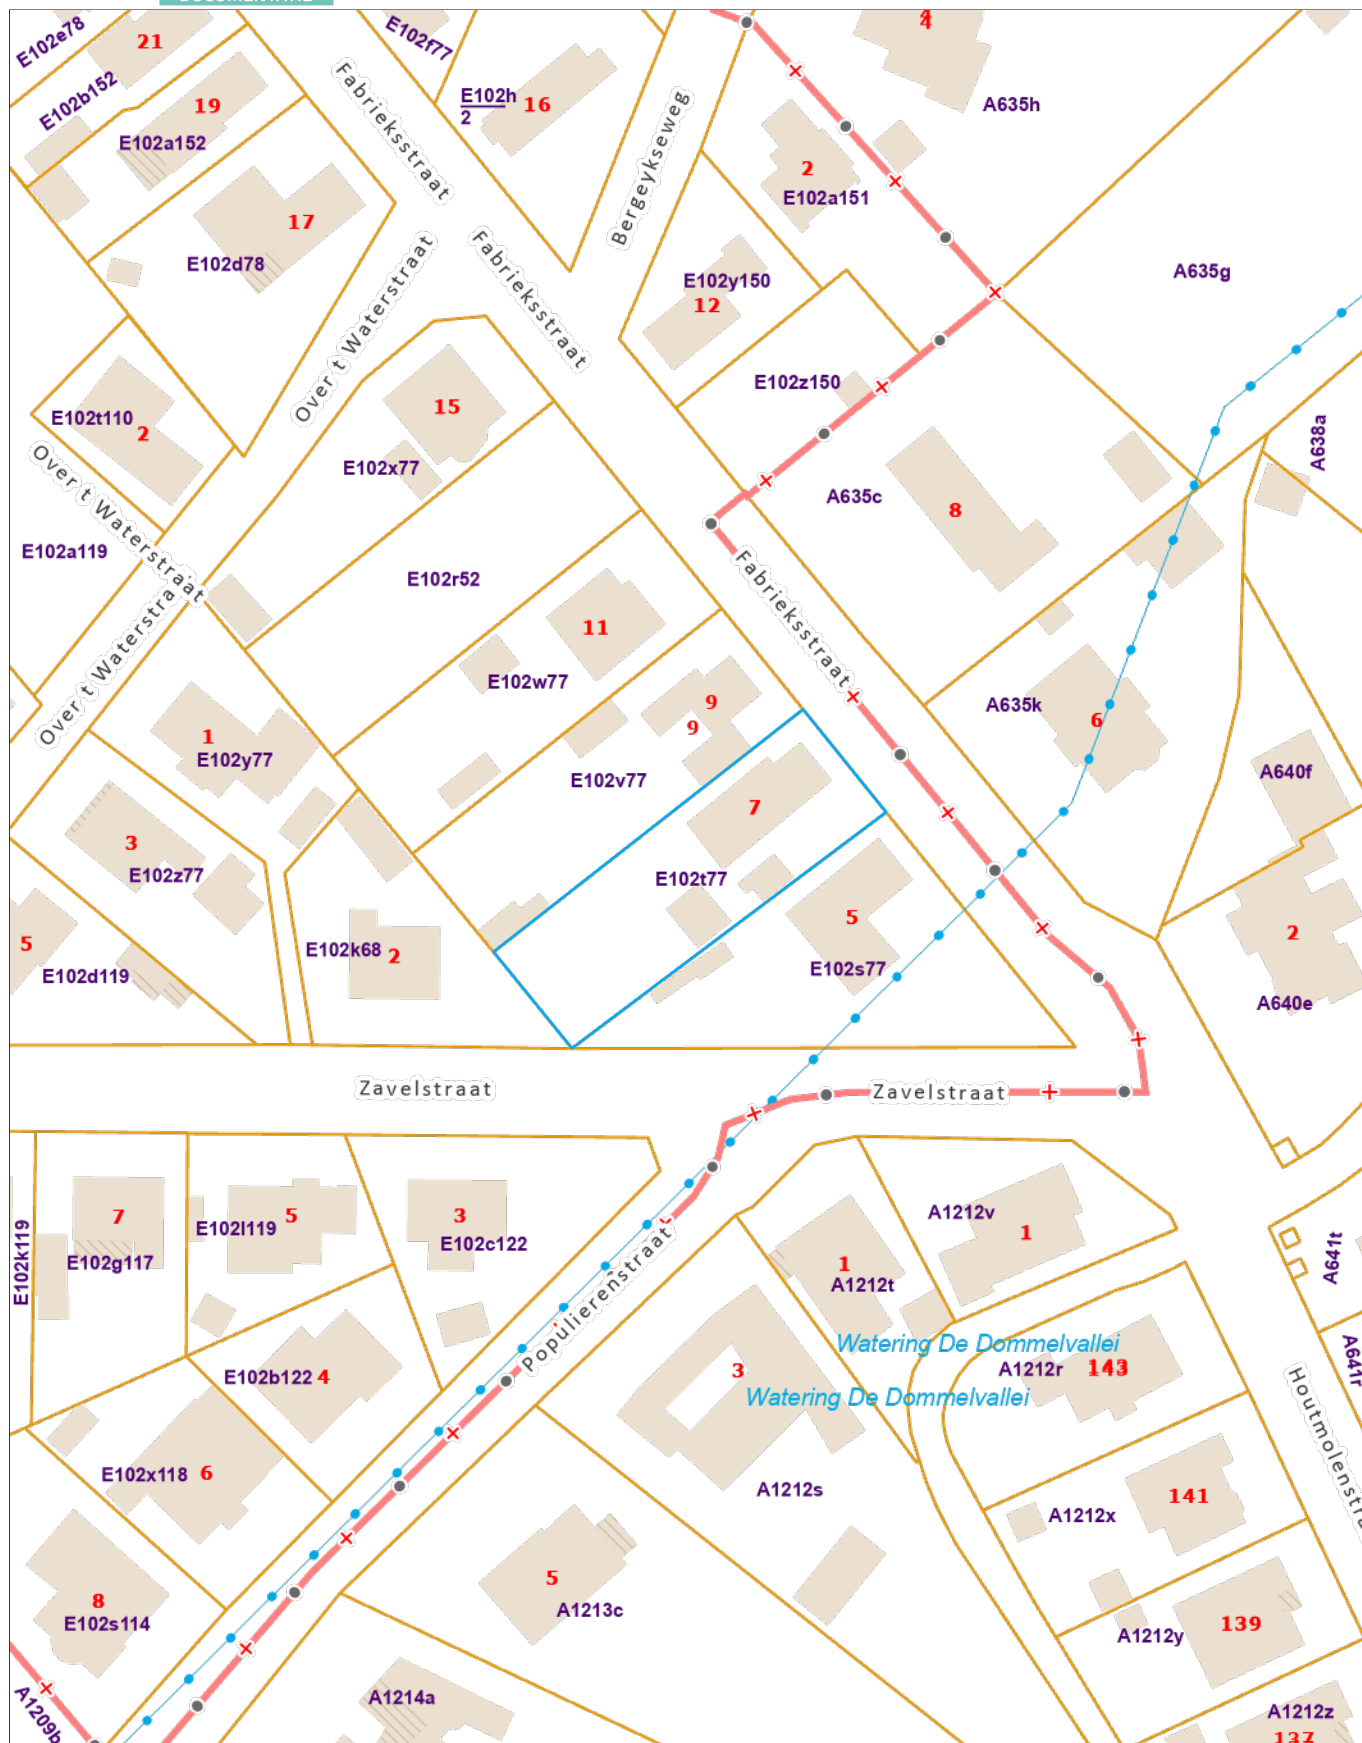 E102e78
21
E102f77
4
E102b152
19
E102h
2
16
A635h
E102a152
Fabrieksstraat
Bergeykseweg
2
E102a151
17
E102d78
Over t Waterstraat
Fabrieksstraat
E102y150
12
A635g
E102z150
15
E102t110
2
E102x77
A638a
Over t Waterstraat
A635c
8
E102a119
E102r52
Fabrieksstraat
11
Over t Waterstra
E102w77
9
9
A635k
6
1
E102y77
E102v77
A640f
7
3
E102z77
E102t77
5
E102s77
5
E102d119
E102k68
2
2
A640e
Zavelstraat
Zavelstraat
7
E102g117
E102k119
5
E102l119
3
E102c122
A1212v
1
1
A1212t
A641t
Populierenstraat
Watering De Dommelvallei
A1212r
143
A641r
E102b122
4
3
Watering De Dommelvallei
Houtmolenstra
E102x118
6
A1212s
141
A1212x
8
E102s114
5
A1213c
139
A1212y
A1209b
A1214a
A1212z
137